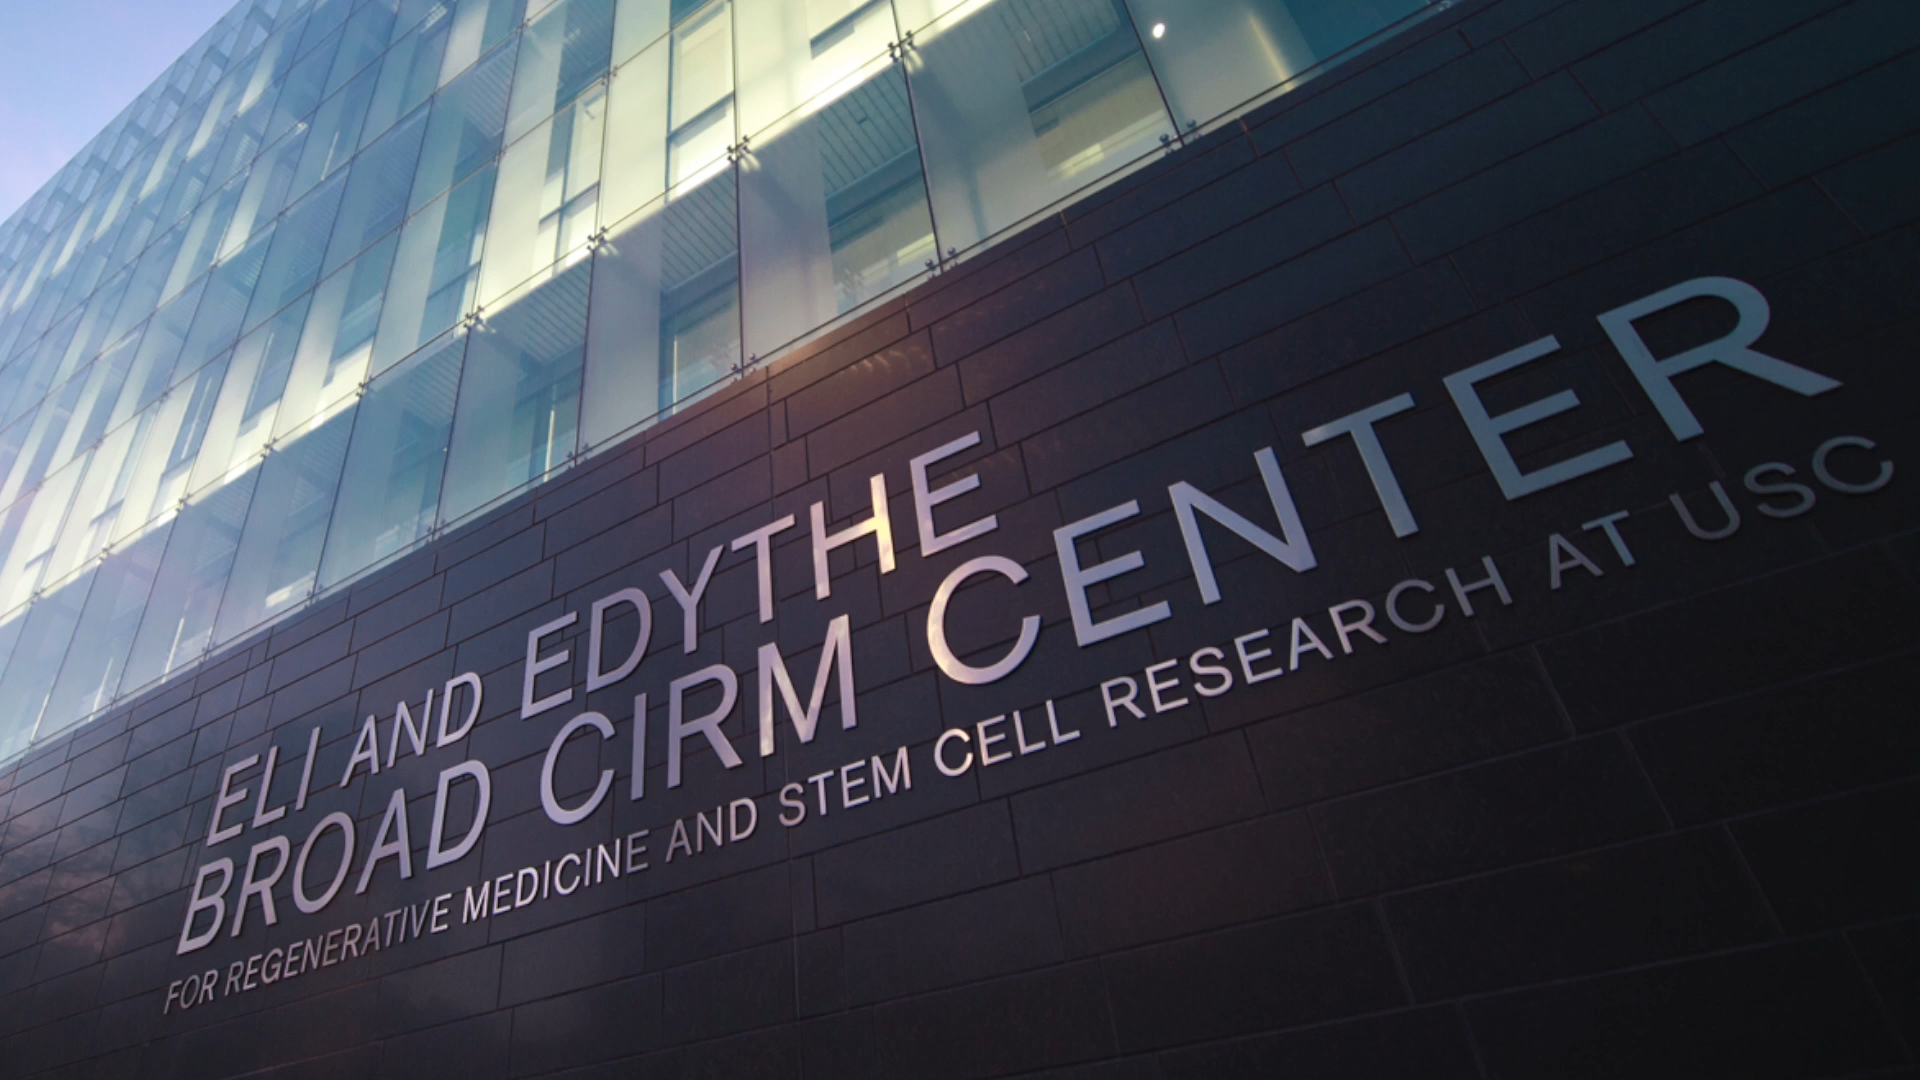 ELI AND EDYTHE
BROAD CIRM CENTER
FOR REGENERATIVE MEDICINE AND STEM CELL RESEARCH AT USC